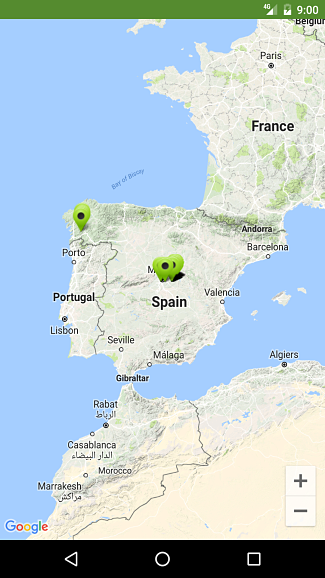 4G 9:00
Belgium
Paris
France
Bay of Biscay
Andorra
Barcelona
Porto
Portugal
Spain
Valencia
Lisbon
Seville
Málaga
Gibraltar
Algiers
Rabat
الرباط
Casablanca
الدار البيضاء
Morocco
Marrakesh
مراكش
+
−
Google